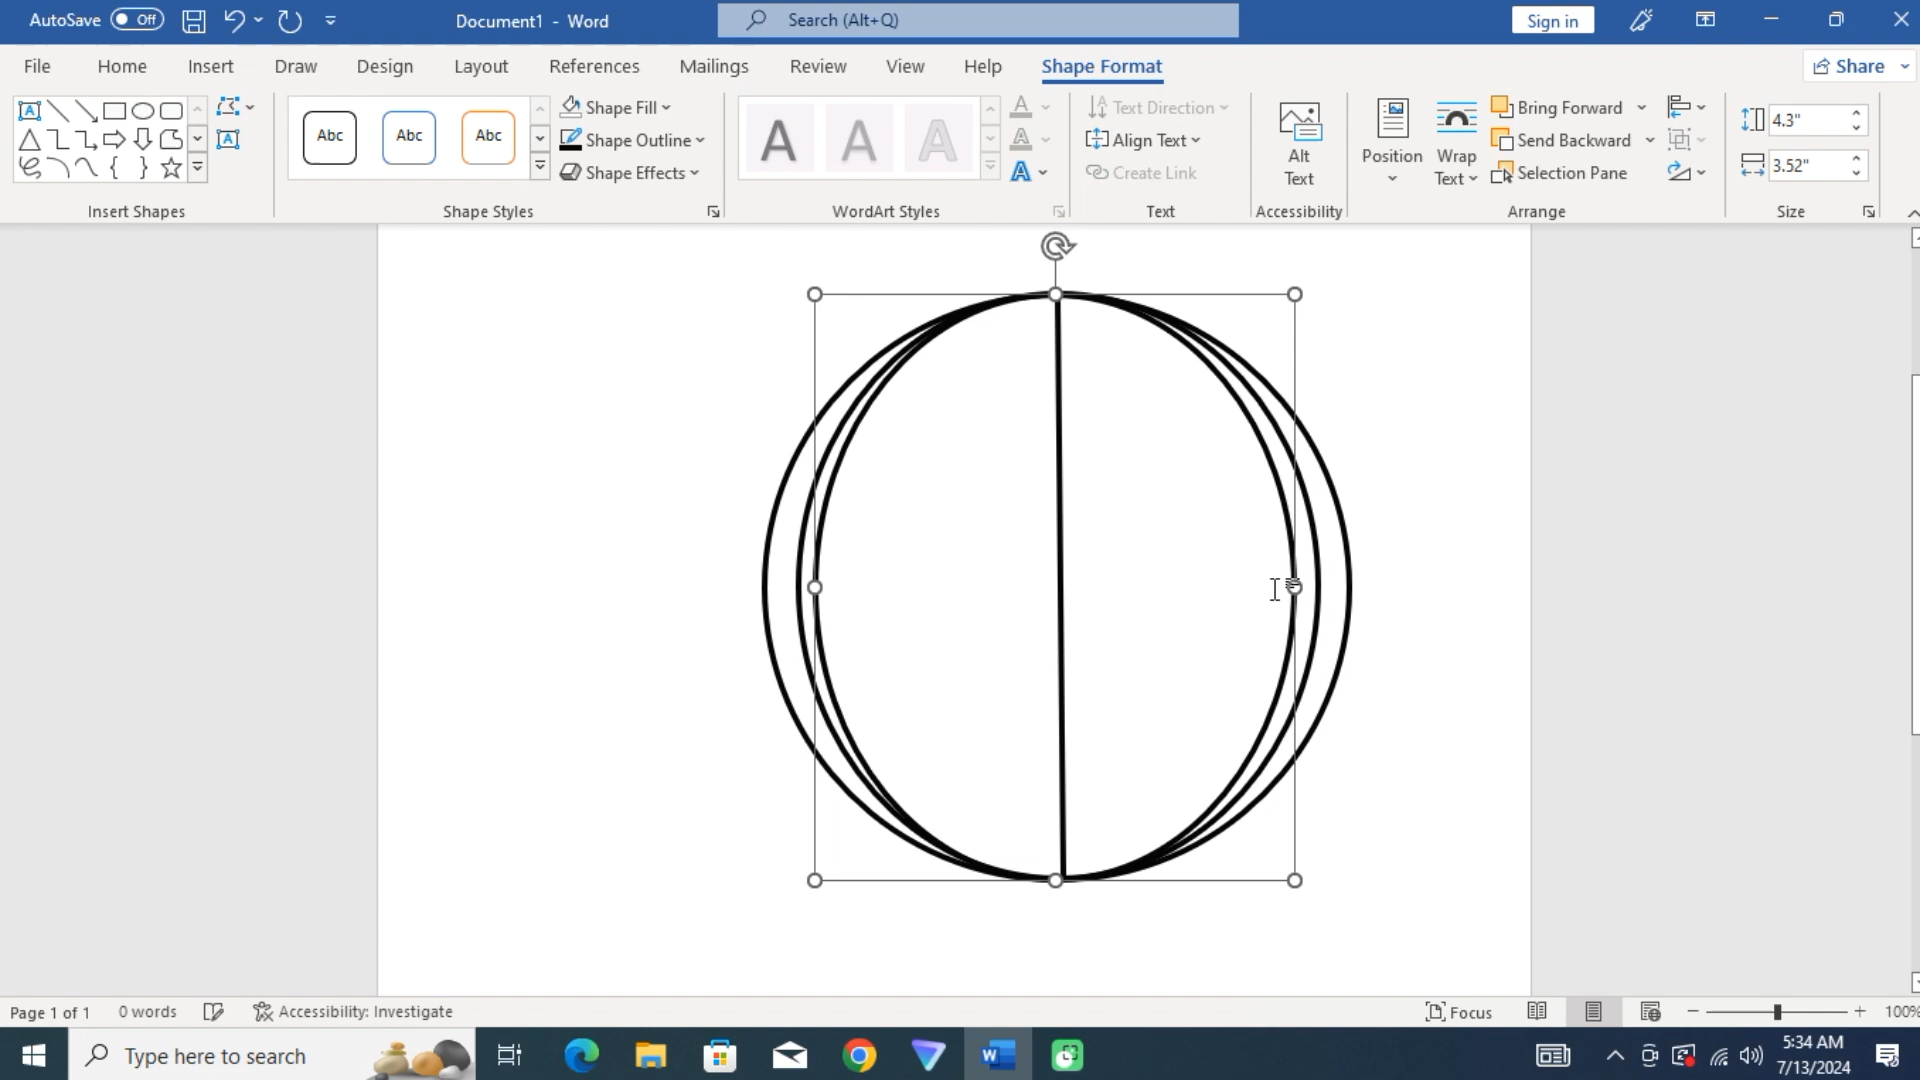 AutoSave Off Document1 - Word Search (Alt+Q) Sign in
File Home Insert Draw Design Layout References Mailings Review View Help Shape Format Share
Abc Abc Abc Shape Fill A A A A Text Direction Bring Forward 4.3"
Shape Outline A Align Text Alt Text Position Wrap Text Send Backward
Shape Effects A Create Link Selection Pane 3.52"
Insert Shapes Shape Styles WordArt Styles Text Accessibility Arrange Size
Page 1 of 1 0 words Accessibility: Investigate Focus 100%
Type here to search 5:34 AM
7/13/2024